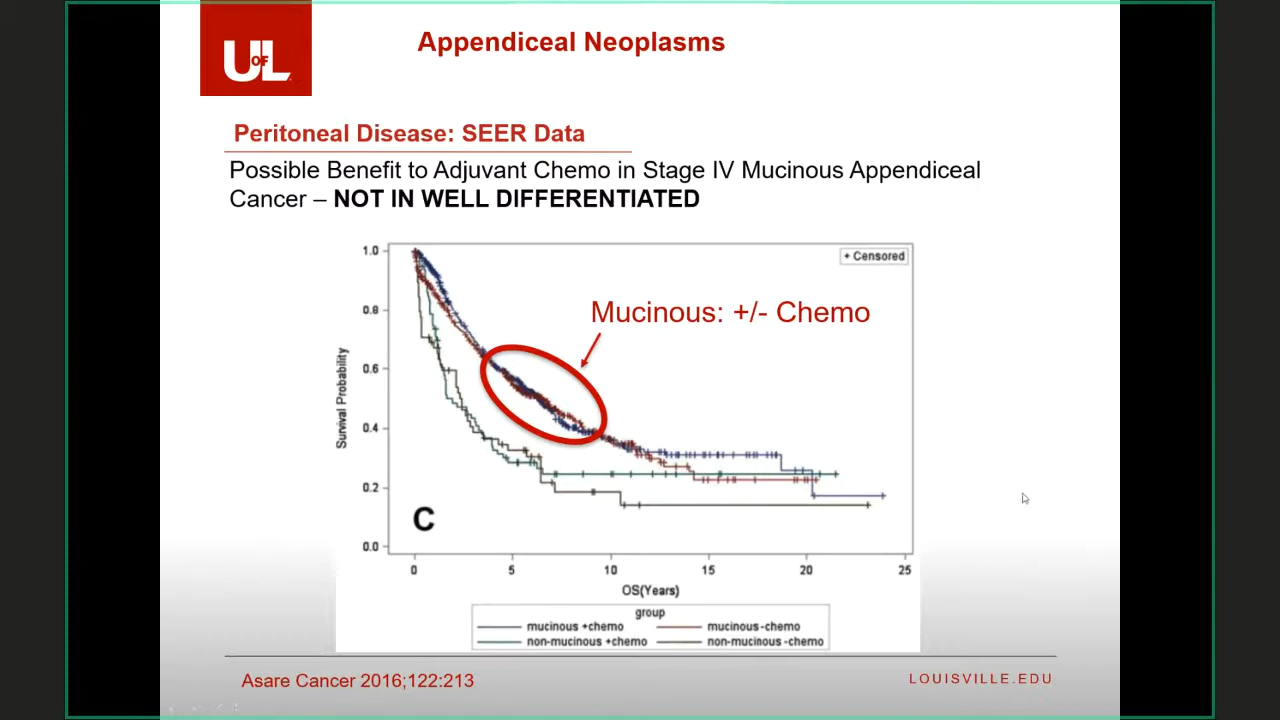 UofL
Appendiceal Neoplasms
Peritoneal Disease: SEER Data
Possible Benefit to Adjuvant Chemo in Stage IV Mucinous Appendiceal
Cancer – NOT IN WELL DIFFERENTIATED
+ Censored
Mucinous: +/- Chemo
Survival Probability
1.0
0.8
0.6
0.4
0.2
0.0
C
0 5 10 15 20 25
OS(Years)
group
mucinous +chemo mucinous -chemo
non-mucinous +chemo non-mucinous -chemo
Asare Cancer 2016;122:213
LOUISVILLE.EDU